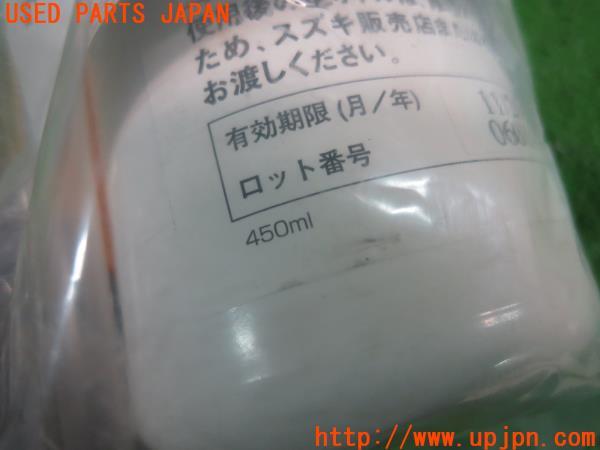 USED PARTS JAPAN
ため、スズキ販売店
お渡しください。
有効期限(月/年)
ロット番号
450ml
http://www.upjpn.com